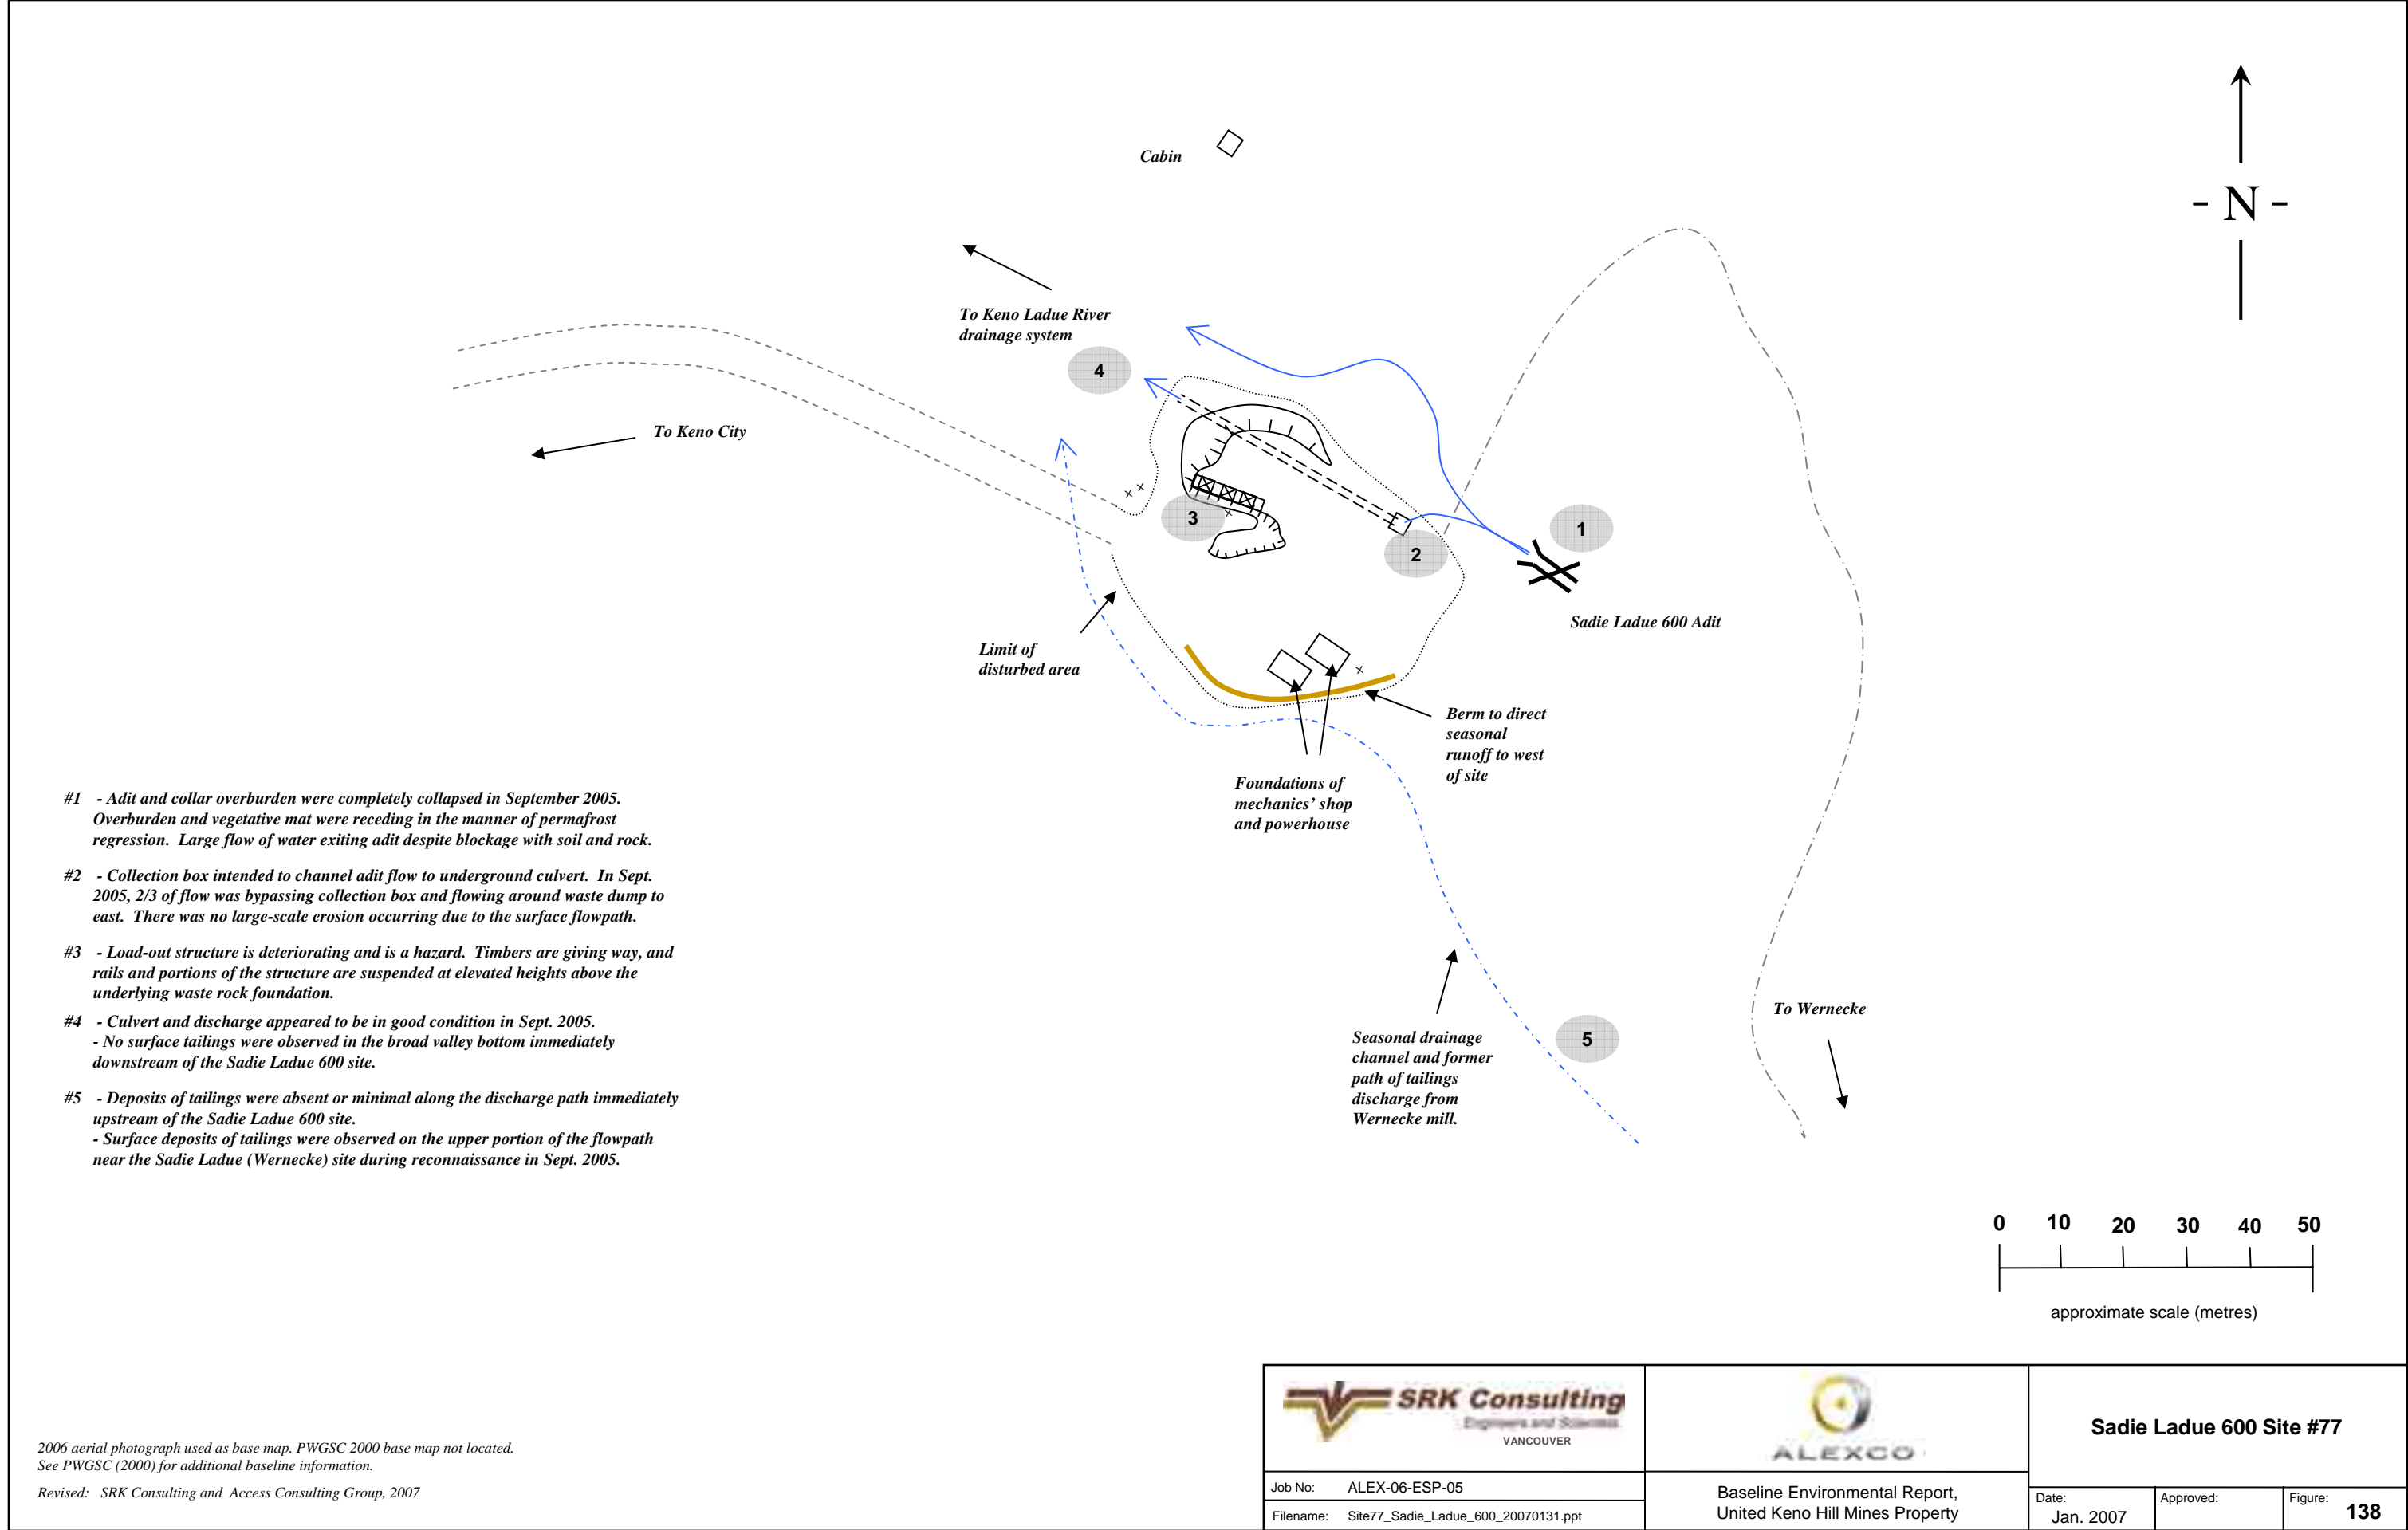 Cabin
- N -
To Keno Ladue River
drainage system
4
To Keno City
3
2
1
Sadie Ladue 600 Adit
Limit of
disturbed area
Berm to direct
seasonal
runoff to west
of site
Foundations of
mechanics' shop
and powerhouse
#1 - Adit and collar overburden were completely collapsed in September 2005.
Overburden and vegetative mat were receding in the manner of permafrost
regression. Large flow of water exiting adit despite blockage with soil and rock.
#2 - Collection box intended to channel adit flow to underground culvert. In Sept.
2005, 2/3 of flow was bypassing collection box and flowing around waste dump to
east. There was no large-scale erosion occurring due to the surface flowpath.
#3 - Load-out structure is deteriorating and is a hazard. Timbers are giving way, and
rails and portions of the structure are suspended at elevated heights above the
underlying waste rock foundation.
#4 - Culvert and discharge appeared to be in good condition in Sept. 2005.
- No surface tailings were observed in the broad valley bottom immediately
downstream of the Sadie Ladue 600 site.
#5 - Deposits of tailings were absent or minimal along the discharge path immediately
upstream of the Sadie Ladue 600 site.
- Surface deposits of tailings were observed on the upper portion of the flowpath
near the Sadie Ladue (Wernecke) site during reconnaissance in Sept. 2005.
To Wernecke
5
Seasonal drainage
channel and former
path of tailings
discharge from
Wernecke mill.
0 10 20 30 40 50
approximate scale (metres)
2006 aerial photograph used as base map. PWGSC 2000 base map not located.
See PWGSC (2000) for additional baseline information.
Revised: SRK Consulting and Access Consulting Group, 2007
SRK Consulting
Engineers and Scientists
VANCOUVER
Job No: ALEX-06-ESP-05
Filename: Site77_Sadie_Ladue_600_20070131.ppt
ALEXCO
Baseline Environmental Report,
United Keno Hill Mines Property
Sadie Ladue 600 Site #77
Date:
Jan. 2007
Approved:
Figure:
138